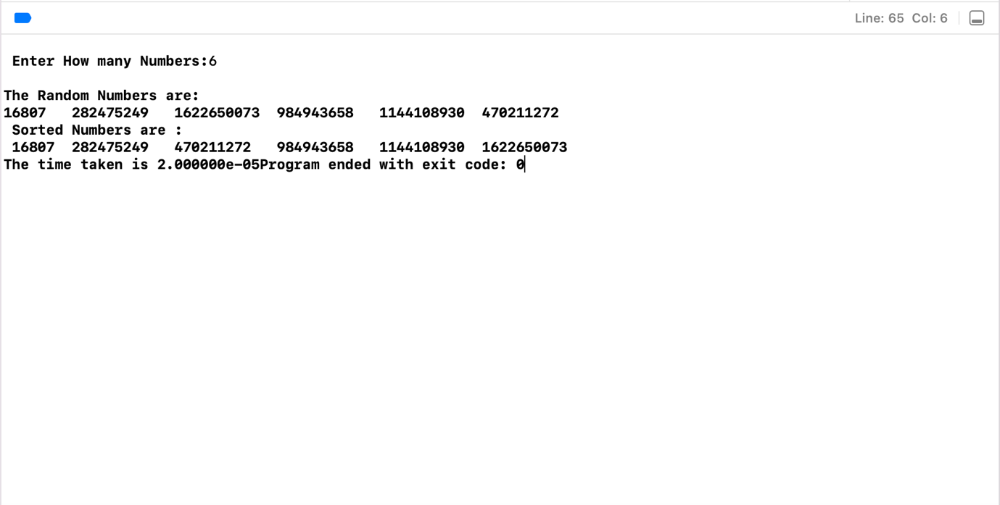 Line: 65 Col: 6
Enter How many Numbers:6
The Random Numbers are:
16807 282475249 1622650073 984943658 1144108930 470211272
Sorted Numbers are :
16807 282475249 470211272 984943658 1144108930 1622650073
The time taken is 2.000000e-05Program ended with exit code: 0